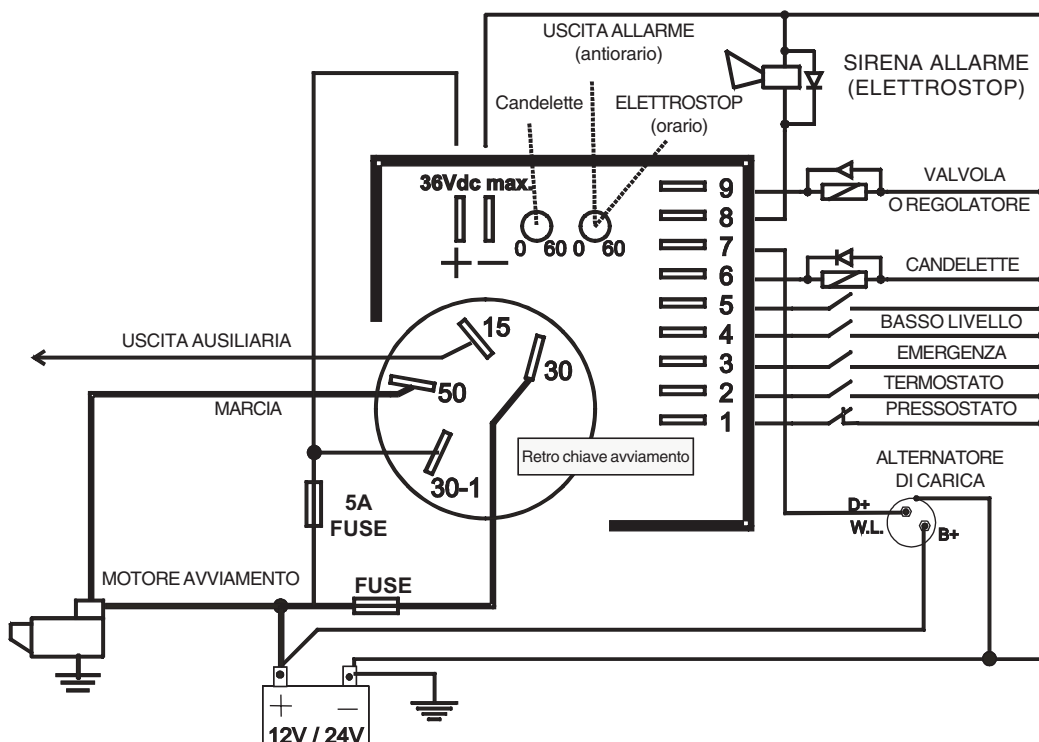 USCITA ALLARME
(antiorario)
SIRENA ALLARME
(ELETTROSTOP)
Candelette
ELETTROSTOP
(orario)
36Vdc max.
0 60
0 60
+ −
9
8
7
6
5
4
3
2
1
VALVOLA
O REGOLATORE
CANDELETTE
BASSO LIVELLO
EMERGENZA
TERMOSTATO
PRESSOSTATO
USCITA AUSILIARIA
15
30
50
30-1
MARCIA
Retro chiave avviamento
5A
FUSE
ALTERNATORE
DI CARICA
D+
W.L.
B+
MOTORE AVVIAMENTO
FUSE
+ −
12V / 24V